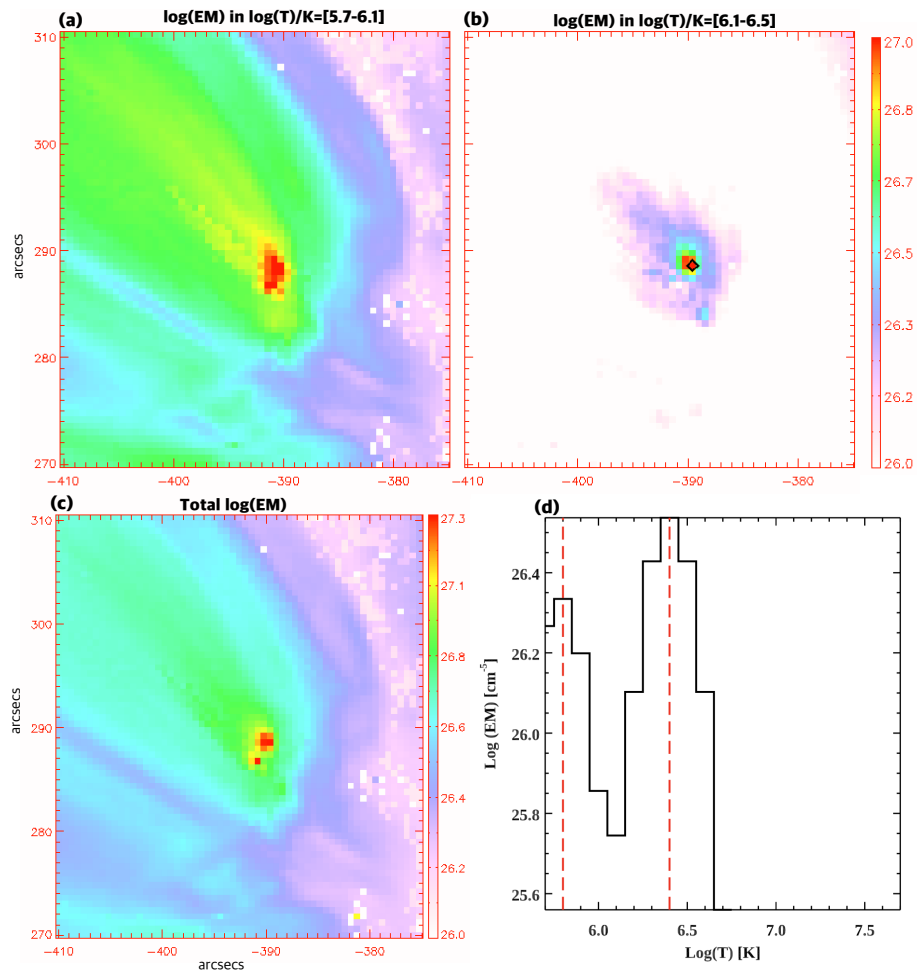 (a) log(EM) in log(T)/K=[5.7-6.1]
(b) log(EM) in log(T)/K=[6.1-6.5]
310
300
290
280
270
arcsecs
−410 −400 −390 −380
−410 −400 −390 −380
27.0
26.8
26.7
26.6
26.3
26.2
26.0
(c) Total log(EM)
310
300
290
280
270
arcsecs
−410 −400 −390 −380
arcsecs
27.3
27.1
26.8
26.6
26.4
26.2
26.0
(d)
Log (EM) [cm-5]
26.4
26.2
26.0
25.8
25.6
6.0 6.5 7.0 7.5
Log(T) [K]